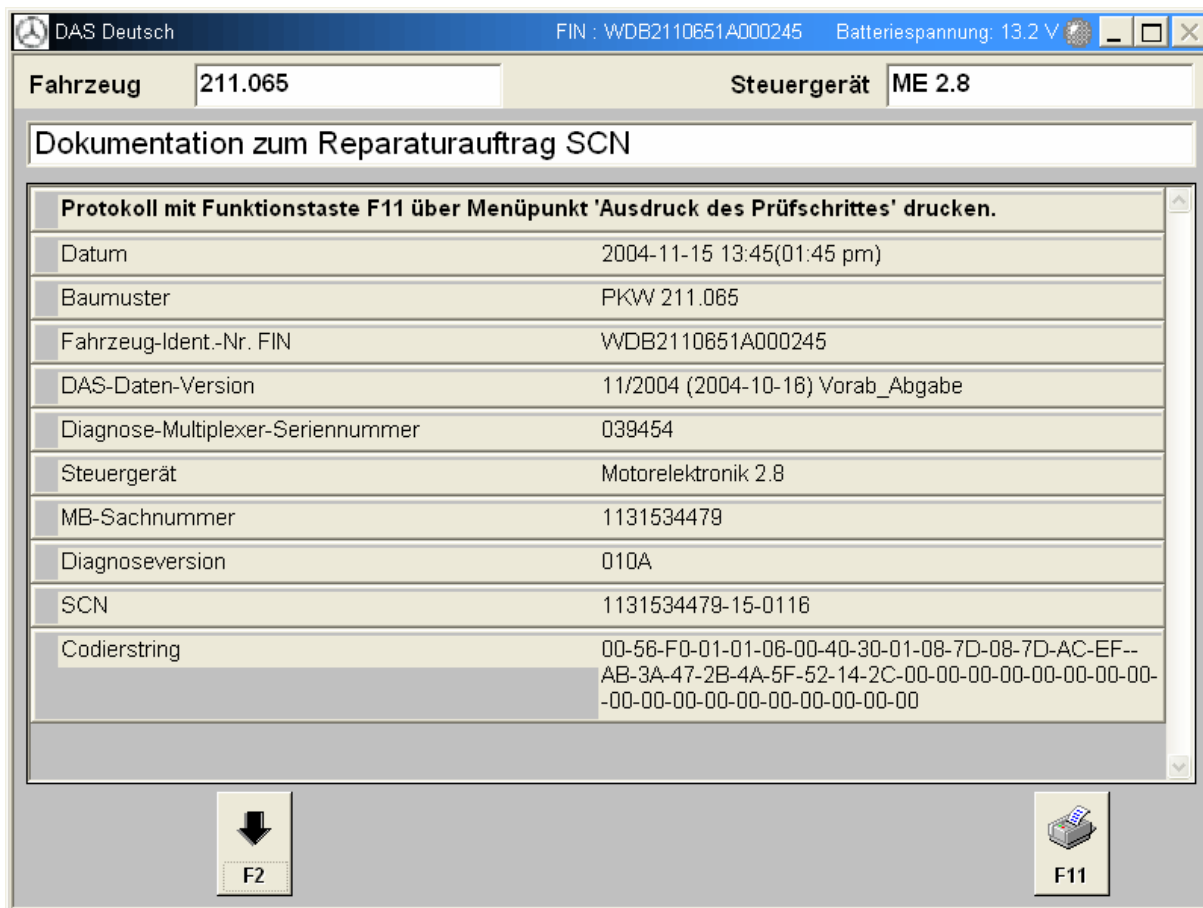 DAS Deutsch FIN : WDB2110651A000245 Batteriespannung: 13.2 V
Fahrzeug 211.065 Steuergerät ME 2.8
Dokumentation zum Reparaturauftrag SCN
Protokoll mit Funktionstaste F11 über Menüpunkt 'Ausdruck des Prüfschrittes' drucken.
Datum 2004-11-15 13:45(01:45 pm)
Baumuster PKW 211.065
Fahrzeug-Ident.-Nr. FIN WDB2110651A000245
DAS-Daten-Version 11/2004 (2004-10-16) Vorab_Abgabe
Diagnose-Multiplexer-Seriennummer 039454
Steuergerät Motorelektronik 2.8
MB-Sachnummer 1131534479
Diagnoseversion 010A
SCN 1131534479-15-0116
Codierstring 00-56-F0-01-01-06-00-40-30-01-08-7D-08-7D-AC-EF--
AB-3A-47-2B-4A-5F-52-14-2C-00-00-00-00-00-00-00-00-
-00-00-00-00-00-00-00-00-00-00
F2 F11